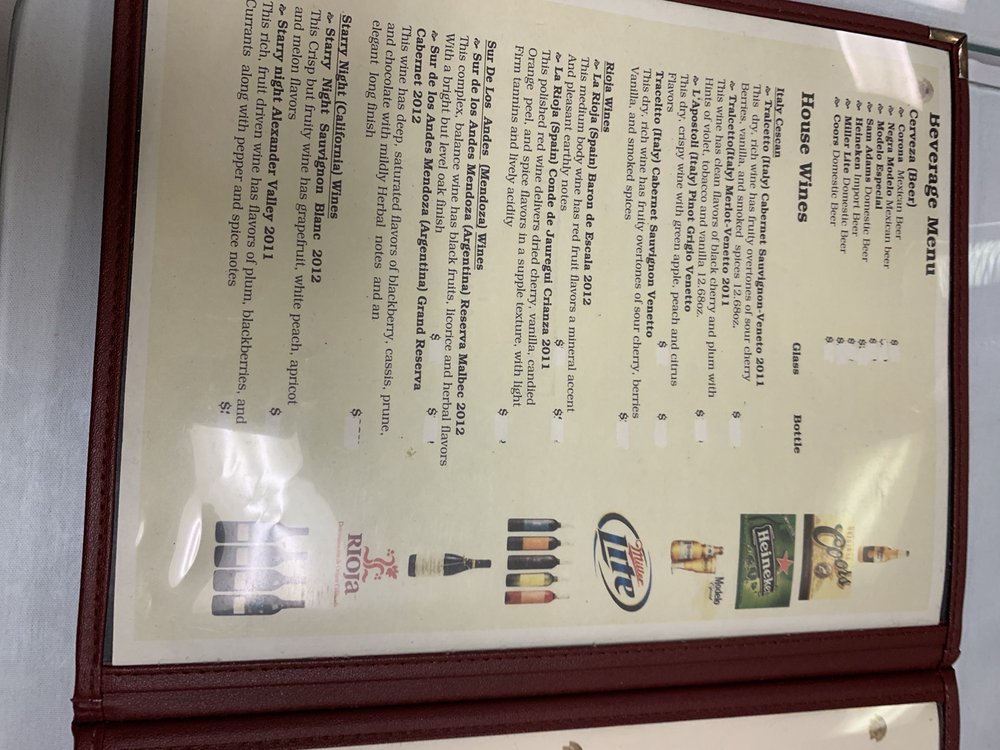 Beverage Menu
Cerveza (Beer)
Corona Mexican Beer $
Negra Modelo Mexican beer $
Modelo Especial $
Sam Adams Domestic Beer $
Heineken Import Beer $
Miller Lite Domestic Beer $
Coors Domestic Beer $
House Wines Glass Bottle
Italy Cescan
Tralcetto (Italy) Cabernet Sauvignon-Veneto 2011
This dry, rich wine has fruity overtones of sour cherry
Berries, vanilla, and smoked spices 12.68oz. $
Tralcetto(Italy) Merlot-Venetto 2011
This wine has clean flavors of black cherry and plum with
Hints of violet, tobacco and vanilla 12.68oz. $
L'Apostoli (Italy) Pinot Grigio Venetto
This dry, crispy wine with green apple, peach and citrus
Flavors $ $
Traceltto (Italy) Cabernet Sauvignon Venetto
This dry, rich wine has fruity overtones of sour cherry, berries
Vanilla, and smoked spices $
Rioja Wines
La Rioja (Spain) Baron de Escala 2012
This medium body wine has red fruit flavors a mineral accent
And pleasant earthly notes $ $
La Rioja (Spain) Conde de Jauregui Crianza 2011
This polished red wine delivers dried cherry, vanilla, candied
Orange peel, and spice flavors in a supple texture, with light
Firm tannins and lively acidity $
Sur De Los Andes (Mendoza) Wines
Sur de los Andes Mendoza (Argentina) Reserva Malbec 2012
This complex, balance wine has black fruits, licorice and herbal flavors
With a bright but level oak finish $ $
Sur de los Andes Mendoza (Argentina) Grand Reserva
Cabernet 2012
This wine has deep, saturated flavors of blackberry, cassis, prune,
and chocolate with mildly Herbal notes and an
elegant long finish $
Starry Night (California) Wines
Starry Night Sauvignon Blanc 2012
This Crisp but fruity wine has grapefruit, white peach, apricot
and melon flavors $
Starry night Alexander Valley 2011
This rich, fruit driven wine has flavors of plum, blackberries, and
Currants along with pepper and spice notes $
Coors
Heineken
Modelo
Miller
Lite
RIOJA